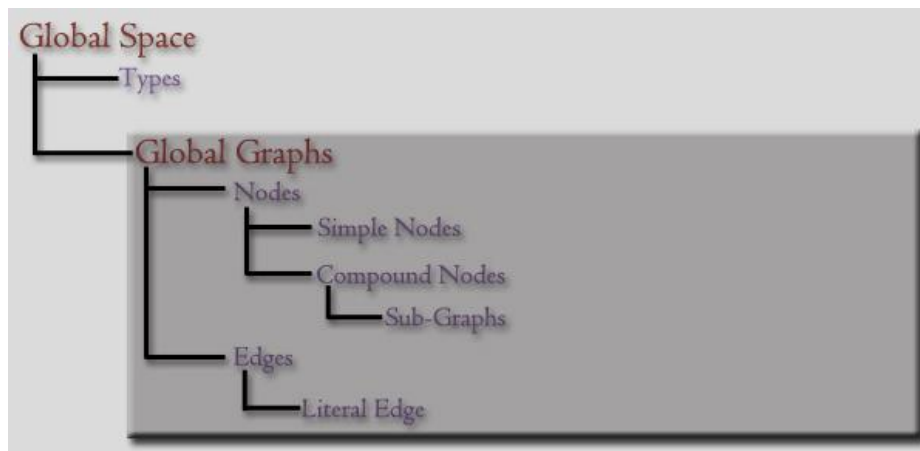 Global Space
Types
Global Graphs
Nodes
Simple Nodes
Compound Nodes
Sub-Graphs
Edges
Literal Edge